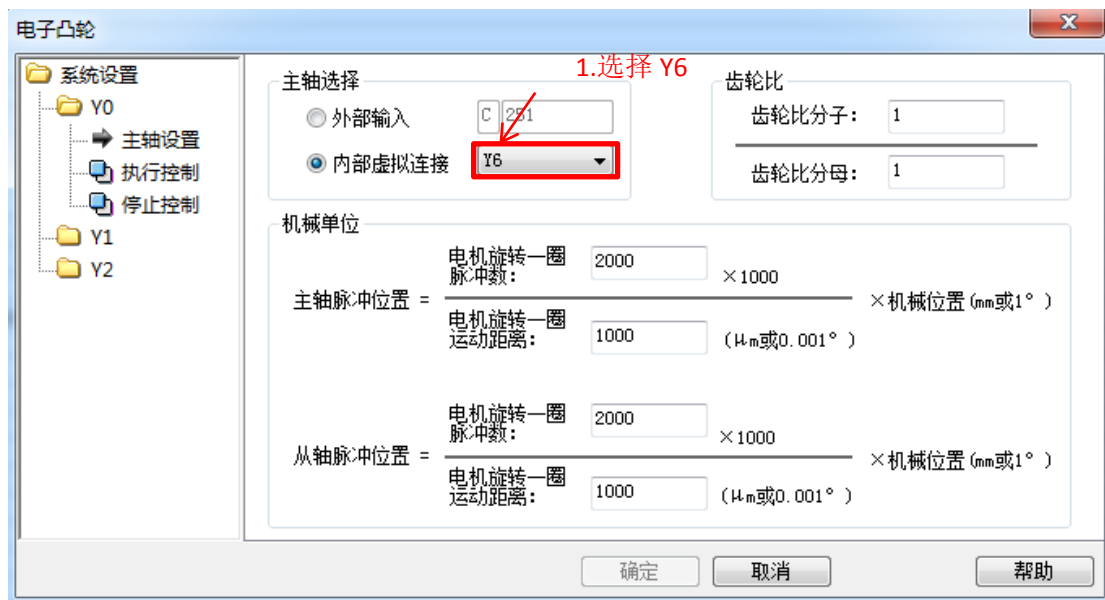 电子凸轮
系统设置
Y0
主轴设置
执行控制
停止控制
Y1
Y2
1.选择 Y6
主轴选择
外部输入 C 251
内部虚拟连接 Y6
齿轮比
齿轮比分子: 1
齿轮比分母: 1
机械单位
主轴脉冲位置 =
电机旋转一圈
脉冲数: 2000 ×1000
电机旋转一圈
运动距离: 1000 (μm或0.001° )
×机械位置(mm或1° )
从轴脉冲位置 =
电机旋转一圈
脉冲数: 2000 ×1000
电机旋转一圈
运动距离: 1000 (μm或0.001° )
×机械位置(mm或1° )
确定 取消 帮助